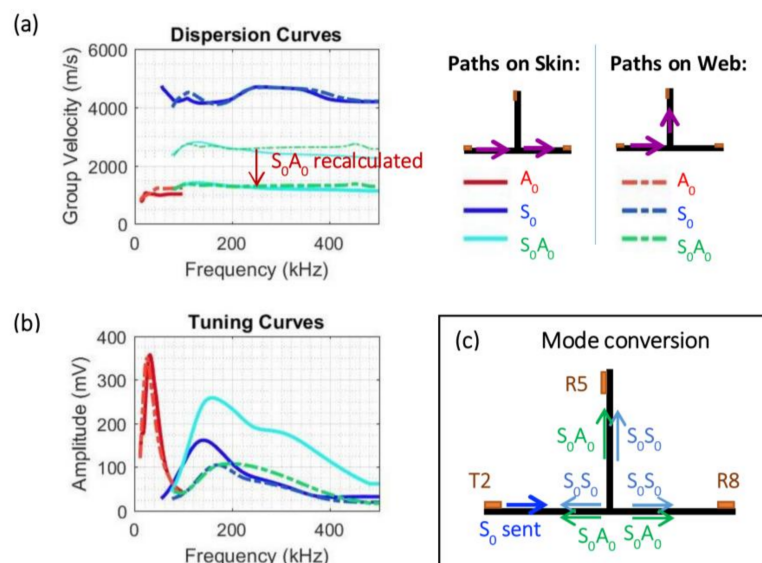 (a)
Dispersion Curves
6000
4000
2000
0
Group Velocity (m/s)
S₀A₀ recalculated
0
200
400
Frequency (kHz)
Paths on Skin:
Paths on Web:
A₀
A₀
S₀
S₀
S₀A₀
S₀A₀
(b)
Tuning Curves
400
300
200
100
0
Amplitude (mV)
0
200
400
Frequency (kHz)
(c)
Mode conversion
R5
S₀A₀
S₀S₀
T2
S₀S₀
S₀S₀
R8
S₀ sent
S₀A₀
S₀A₀